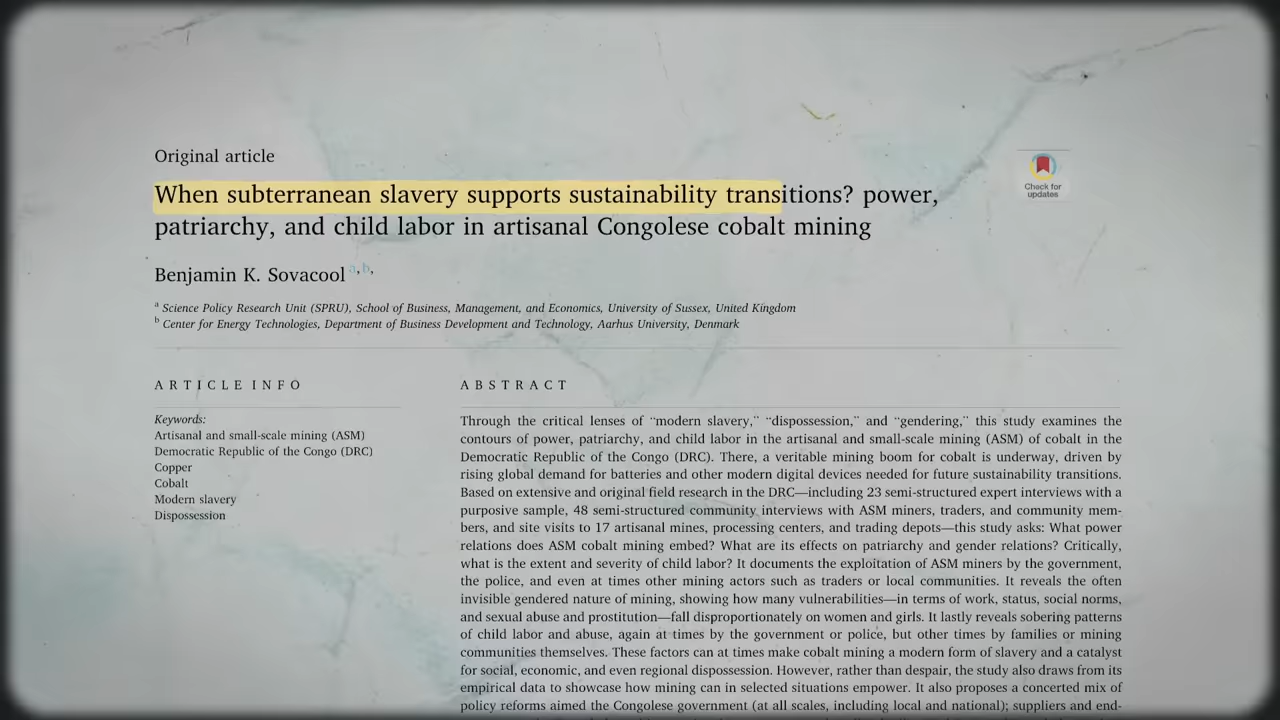 Original article
When subterranean slavery supports sustainability transitions? power,
patriarchy, and child labor in artisanal Congolese cobalt mining
Check for
updates
Benjamin K. Sovacool a, b,
a Science Policy Research Unit (SPRU), School of Business, Management, and Economics, University of Sussex, United Kingdom
b Center for Energy Technologies, Department of Business Development and Technology, Aarhus University, Denmark
ARTICLE INFO
Keywords:
Artisanal and small-scale mining (ASM)
Democratic Republic of the Congo (DRC)
Copper
Cobalt
Modern slavery
Dispossession
ABSTRACT
Through the critical lenses of “modern slavery,” “dispossession,” and “gendering,” this study examines the
contours of power, patriarchy, and child labor in the artisanal and small-scale mining (ASM) of cobalt in the
Democratic Republic of the Congo (DRC). There, a veritable mining boom for cobalt is underway, driven by
rising global demand for batteries and other modern digital devices needed for future sustainability transitions.
Based on extensive and original field research in the DRC—including 23 semi-structured expert interviews with a
purposive sample, 48 semi-structured community interviews with ASM miners, traders, and community mem-
bers, and site visits to 17 artisanal mines, processing centers, and trading depots—this study asks: What power
relations does ASM cobalt mining embed? What are its effects on patriarchy and gender relations? Critically,
what is the extent and severity of child labor? It documents the exploitation of ASM miners by the government,
the police, and even at times other mining actors such as traders or local communities. It reveals the often
invisible gendered nature of mining, showing how many vulnerabilities—in terms of work, status, social norms,
and sexual abuse and prostitution—fall disproportionately on women and girls. It lastly reveals sobering patterns
of child labor and abuse, again at times by the government or police, but other times by families or mining
communities themselves. These factors can at times make cobalt mining a modern form of slavery and a catalyst
for social, economic, and even regional dispossession. However, rather than despair, the study also draws from its
empirical data to showcase how mining can in selected situations empower. It also proposes a concerted mix of
policy reforms aimed the Congolese government (at all scales, including local and national); suppliers and end-